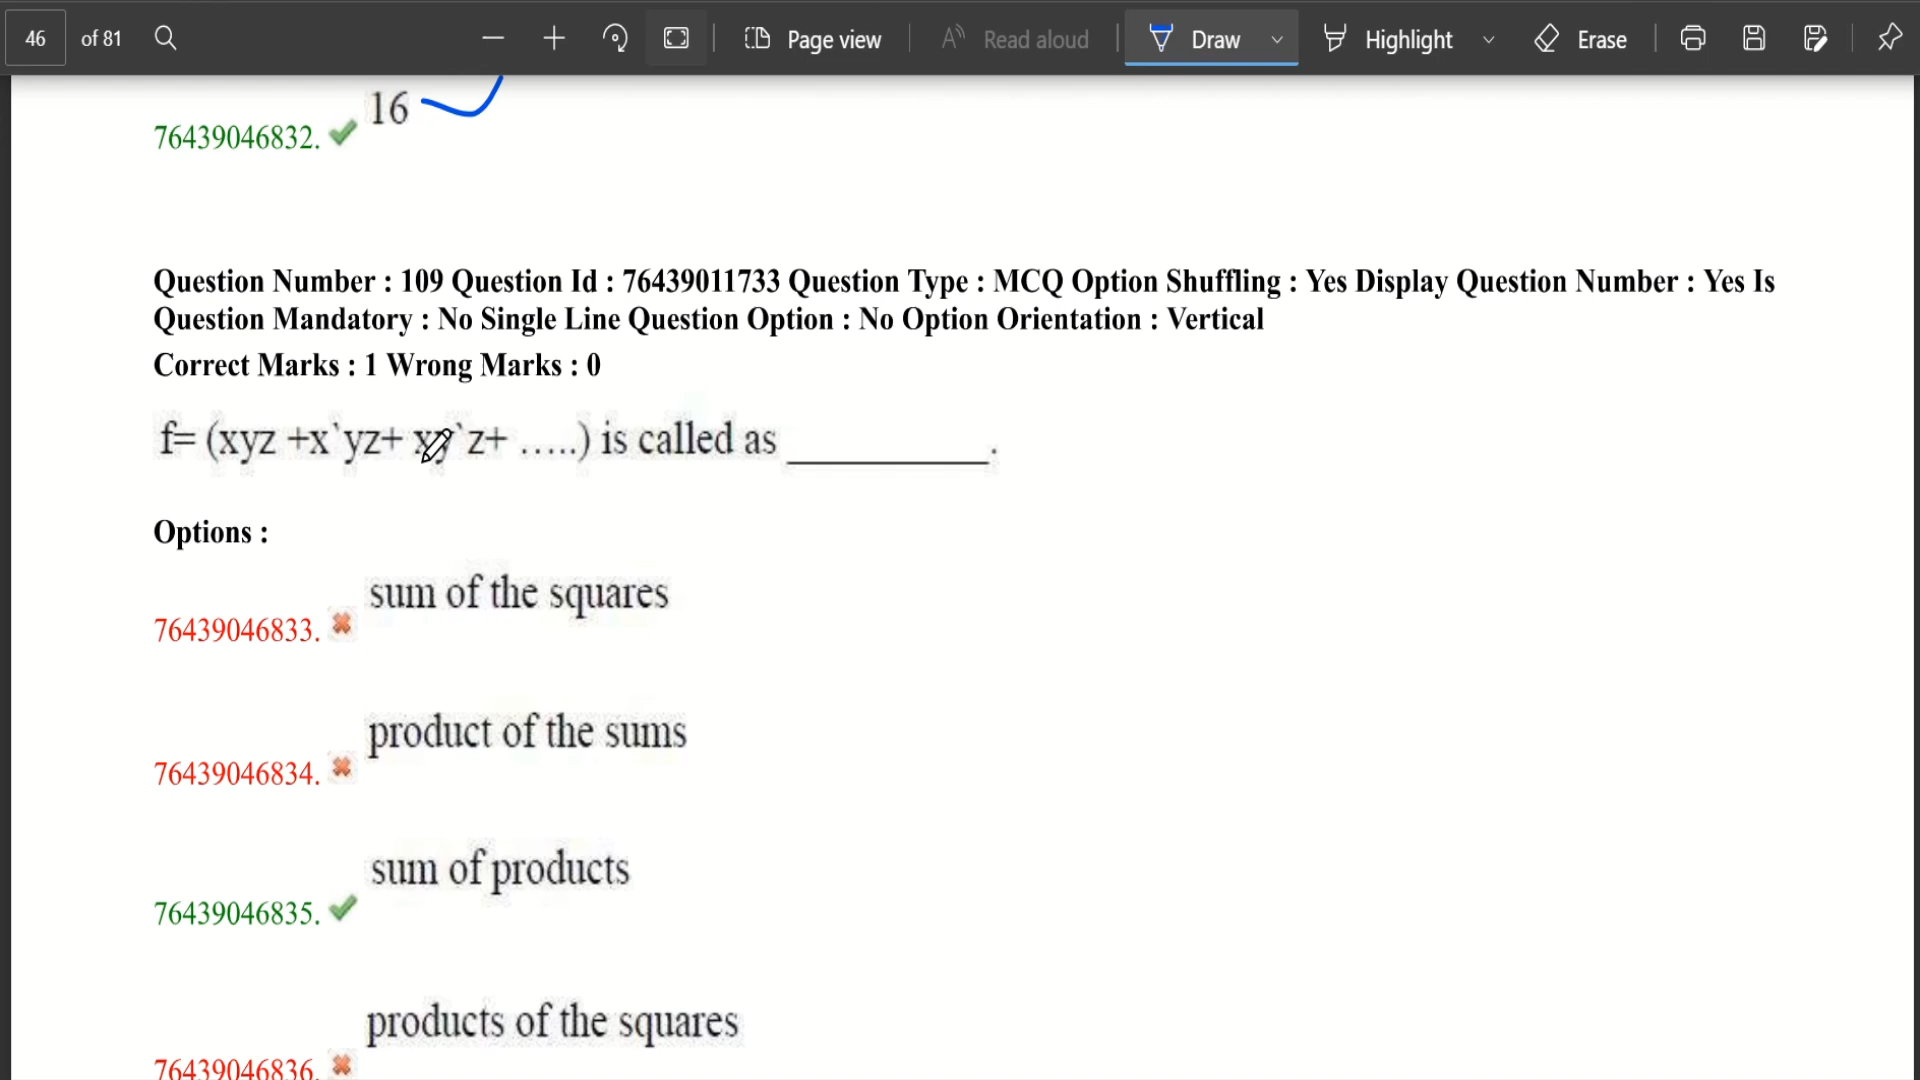 46 of 81 Page view Read aloud Draw Highlight Erase
16
76439046832.
Question Number : 109 Question Id : 76439011733 Question Type : MCQ Option Shuffling : Yes Display Question Number : Yes Is
Question Mandatory : No Single Line Question Option : No Option Orientation : Vertical
Correct Marks : 1 Wrong Marks : 0
f= (xyz +x`yz+ xy`z+ .....) is called as __________.
Options :
sum of the squares
76439046833.
product of the sums
76439046834.
sum of products
76439046835.
products of the squares
76439046836.